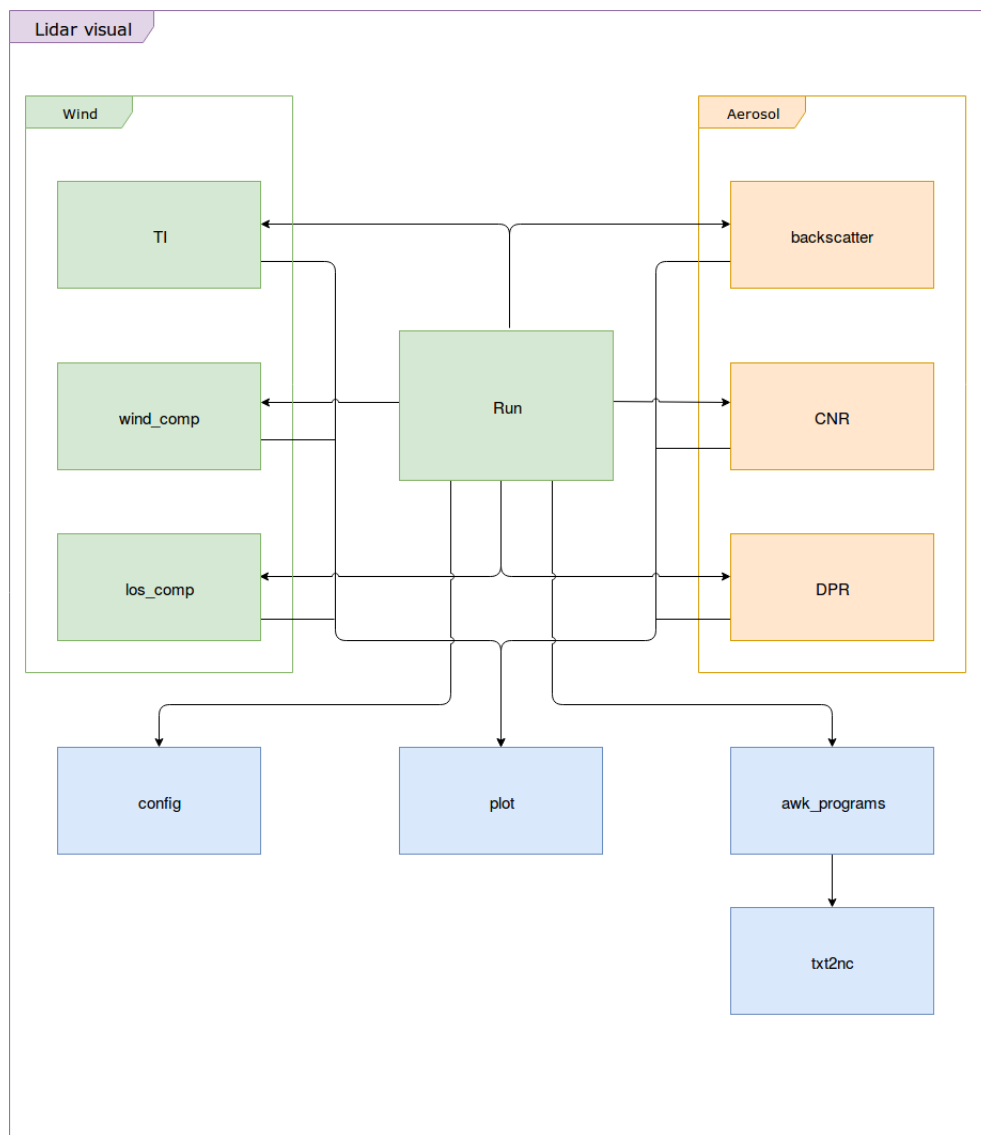 Lidar visual
Wind
Aerosol
TI
backscatter
Run
wind_comp
CNR
los_comp
DPR
config
plot
awk_programs
txt2nc